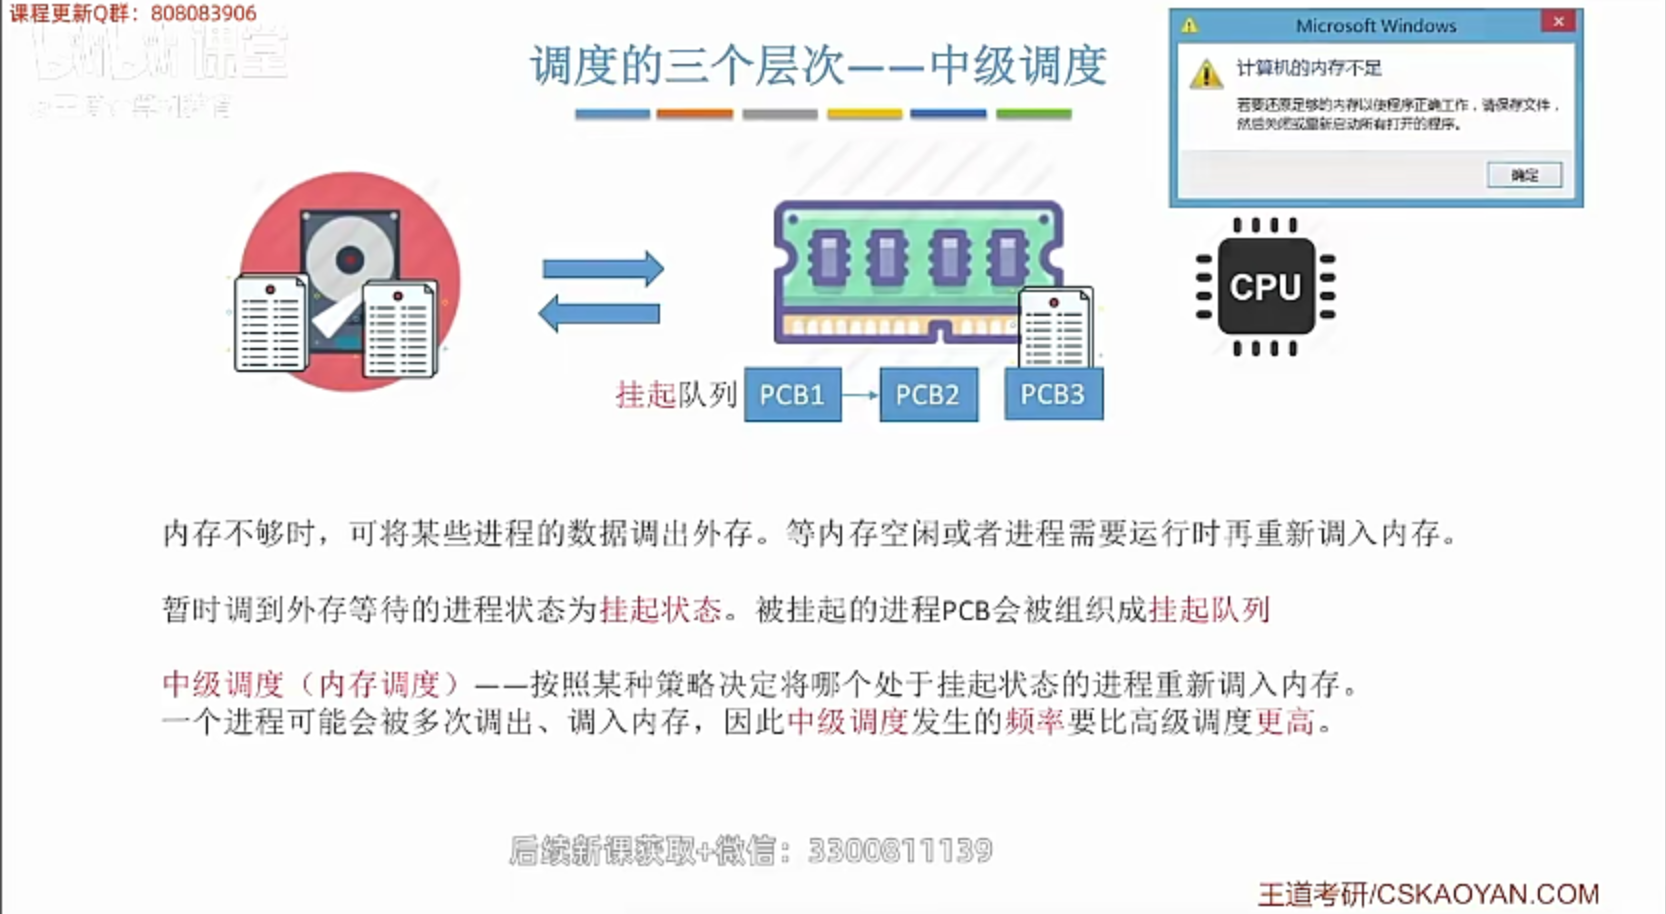 课程更新Q群：808083906
课堂
调度的三个层次——中级调度
Microsoft Windows
计算机的内存不足
若要还原足够的内存以使程序正确工作，请保存文件，
然后关闭或重新启动所有打开的程序。
确定
CPU
挂起队列 PCB1 PCB2 PCB3
内存不够时，可将某些进程的数据调出外存。等内存空闲或者进程需要运行时再重新调入内存。
暂时调到外存等待的进程状态为挂起状态。被挂起的进程PCB会被组织成挂起队列
中级调度（内存调度）——按照某种策略决定将哪个处于挂起状态的进程重新调入内存。
一个进程可能会被多次调出、调入内存，因此中级调度发生的频率要比高级调度更高。
后续新课获取+微信：3300811139
王道考研/CSKAOYAN.COM